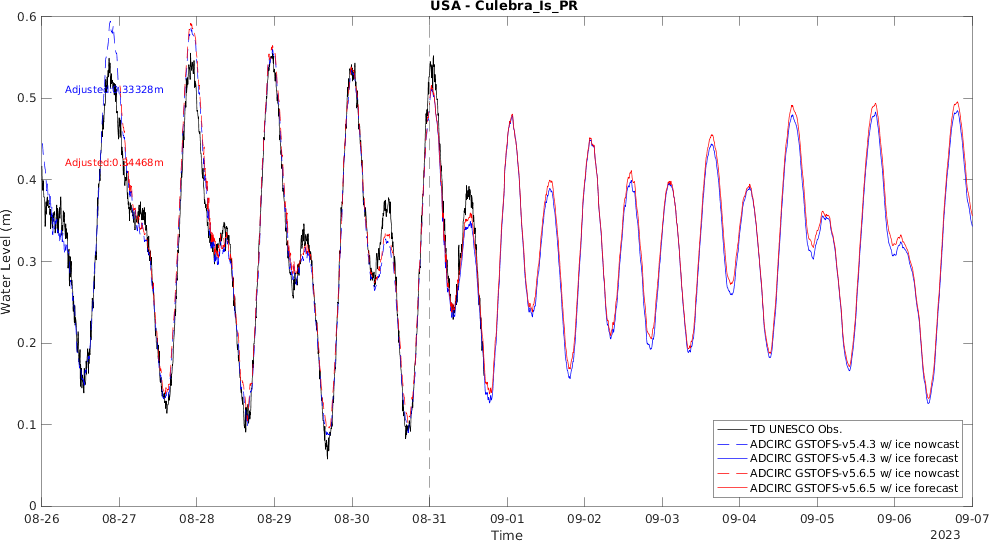 USA - Culebra_Is_PR
0.6
0.5
0.4
0.3
0.2
0.1
0
Water Level (m)
Adjusted:0.33328m
Adjusted:0.34468m
TD UNESCO Obs.
ADCIRC GSTOFS-v5.4.3 w/ ice nowcast
ADCIRC GSTOFS-v5.4.3 w/ ice forecast
ADCIRC GSTOFS-v5.6.5 w/ ice nowcast
ADCIRC GSTOFS-v5.6.5 w/ ice forecast
08-26 08-27 08-28 08-29 08-30 08-31 09-01 09-02 09-03 09-04 09-05 09-06 09-07
Time
2023